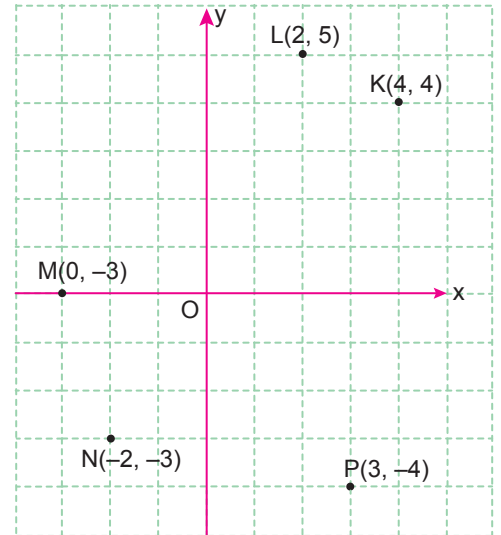 y
L(2, 5)
K(4, 4)
M(0, –3)
x
O
N(–2, –3)
P(3, –4)